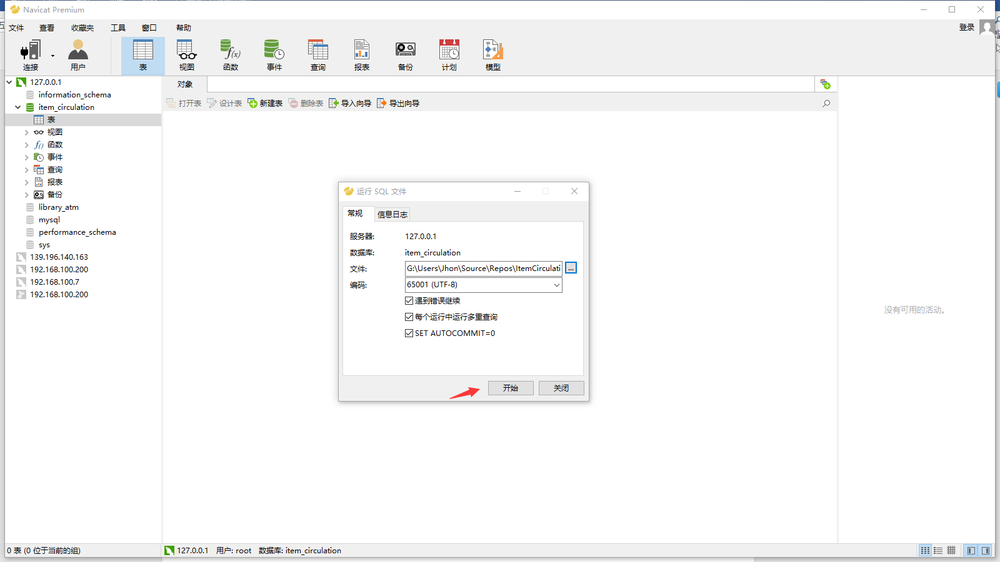 Navicat Premium
文件 查看 收藏夹 工具 窗口 帮助 登录
连接 用户 表 视图 函数 事件 查询 报表 备份 计划 模型
127.0.0.1
information_schema
item_circulation
表
视图
函数
事件
查询
报表
备份
library_atm
mysql
performance_schema
sys
139.196.140.163
192.168.100.200
192.168.100.7
192.168.100.200
对象
打开表 设计表 新建表 删除表 导入向导 导出向导
运行 SQL 文件
常规 信息日志
服务器: 127.0.0.1
数据库: item_circulation
文件: G:\Users\Jhon\Source\Repos\ItemCirculati ...
编码: 65001 (UTF-8)
遇到错误继续
每个运行中运行多重查询
SET AUTOCOMMIT=0
开始 关闭
没有可用的活动。
0 表 (0 位于当前的组) 127.0.0.1 用户: root 数据库: item_circulation